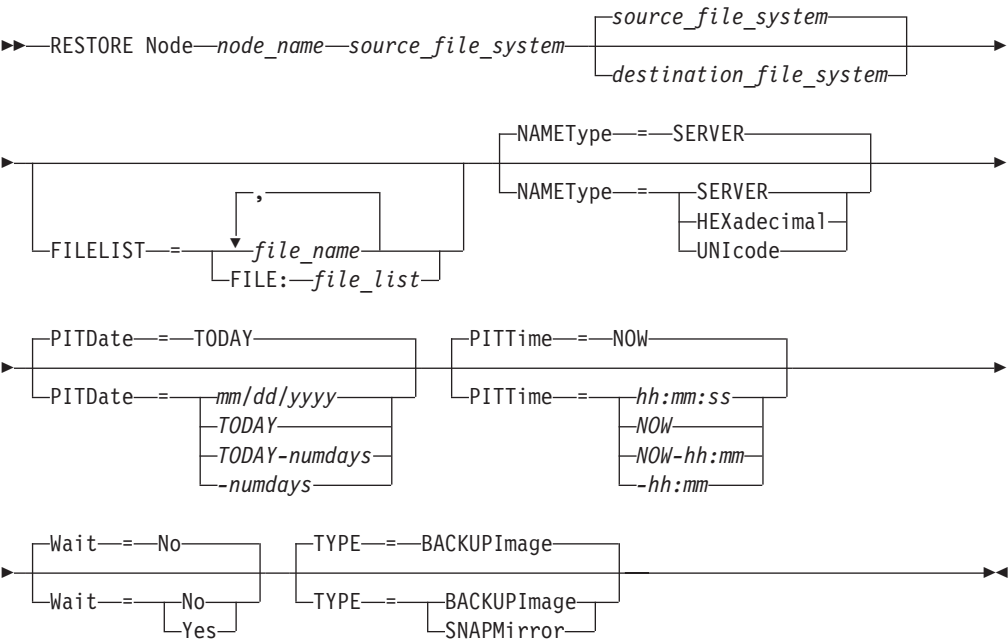 source_file_system
RESTORE Node node_name source_file_system
destination_file_system
NAMEType = SERVER
,
FILELIST = file_name
FILE: file_list
NAMEType = SERVER
HEXadecimal
UNIcode
PITDate = TODAY
PITTime = NOW
PITDate = mm/dd/yyyy
TODAY
TODAY-numdays
-numdays
PITTime = hh:mm:ss
NOW
NOW-hh:mm
-hh:mm
Wait = No
TYPE = BACKUPImage
Wait = No
Yes
TYPE = BACKUPImage
SNAPMirror